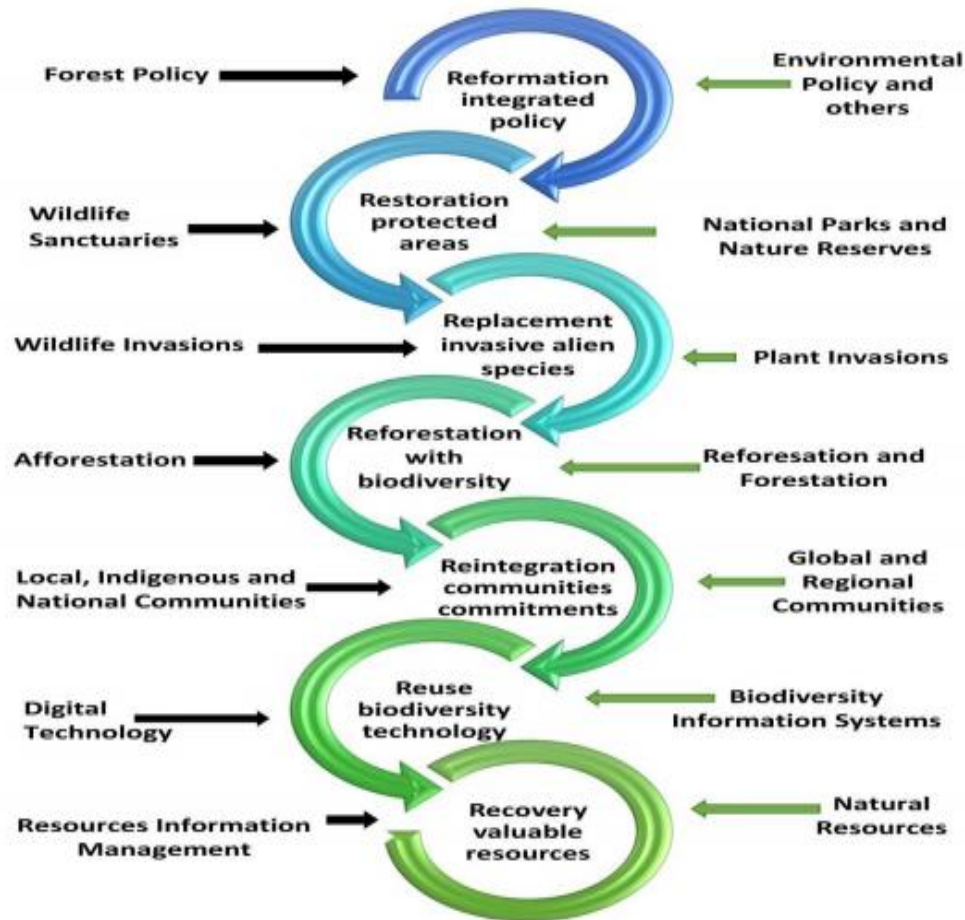 Forest Policy
Reformation
integrated
policy
Environmental
Policy and
others
Wildlife
Sanctuaries
Restoration
protected
areas
National Parks and
Nature Reserves
Wildlife Invasions
Replacement
invasive alien
species
Plant Invasions
Afforestation
Reforestation
with
biodiversity
Reforesation and
Forestation
Local, Indigenous and
National Communities
Reintegration
communities
commitments
Global and
Regional
Communities
Digital
Technology
Reuse
biodiversity
technology
Biodiversity
Information Systems
Resources Information
Management
Recovery
valuable
resources
Natural
Resources